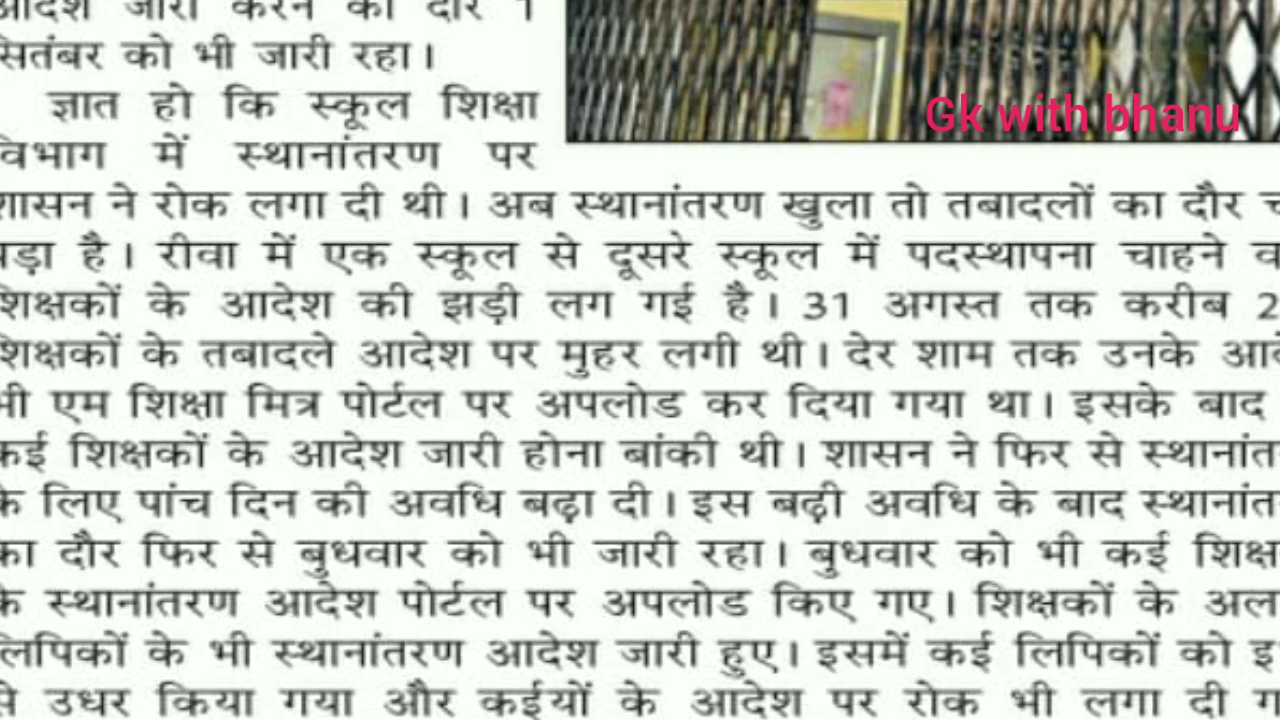 आदेश जारी करने का दौर 1
सितंबर को भी जारी रहा।
ज्ञात हो कि स्कूल शिक्षा
विभाग में स्थानांतरण पर
शासन ने रोक लगा दी थी। अब स्थानांतरण खुला तो तबादलों का दौर
पड़ा है। रीवा में एक स्कूल से दूसरे स्कूल में पदस्थापना चाहने
शिक्षकों के आदेश की झड़ी लग गई है। 31 अगस्त तक करीब
शिक्षकों के तबादले आदेश पर मुहर लगी थी। देर शाम तक उनके
भी एम शिक्षा मित्र पोर्टल पर अपलोड कर दिया गया था। इसके बाद
कई शिक्षकों के आदेश जारी होना बांकी थी। शासन ने फिर से
के लिए पांच दिन की अवधि बढ़ा दी। इस बढ़ी अवधि के बाद
का दौर फिर से बुधवार को भी जारी रहा। बुधवार को भी कई
के स्थानांतरण आदेश पोर्टल पर अपलोड किए गए। शिक्षकों के
लिपिकों के भी स्थानांतरण आदेश जारी हुए। इसमें कई लिपिकों को
से उधर किया गया और कईयों के आदेश पर रोक भी लगा दी
Gk with bhanu